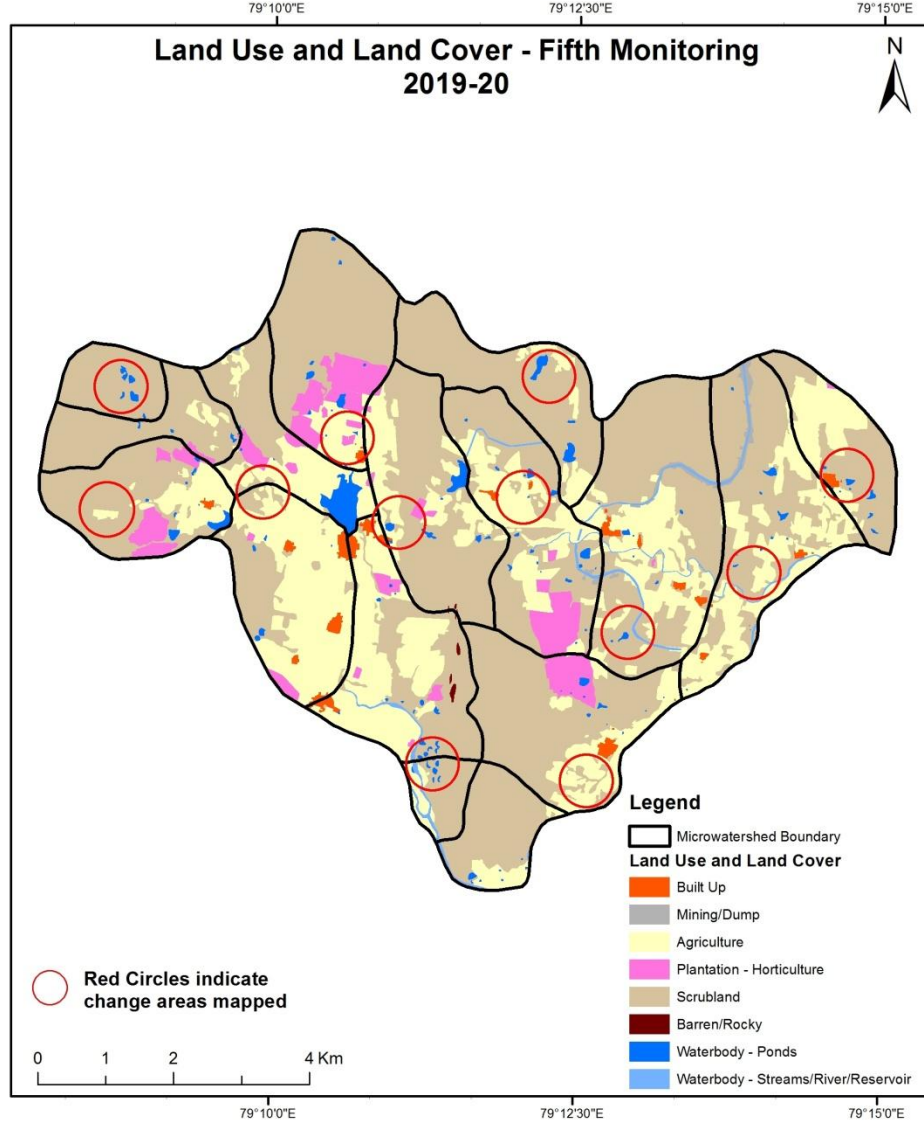 79°10'0"E
79°12'30"E
79°15'0"E
Land Use and Land Cover - Fifth Monitoring
2019-20
N
Legend
Microwatershed Boundary
Land Use and Land Cover
Built Up
Mining/Dump
Agriculture
Plantation - Horticulture
Scrubland
Barren/Rocky
Waterbody - Ponds
Waterbody - Streams/River/Reservoir
Red Circles indicate
change areas mapped
0 1 2 4 Km
79°10'0"E
79°12'30"E
79°15'0"E